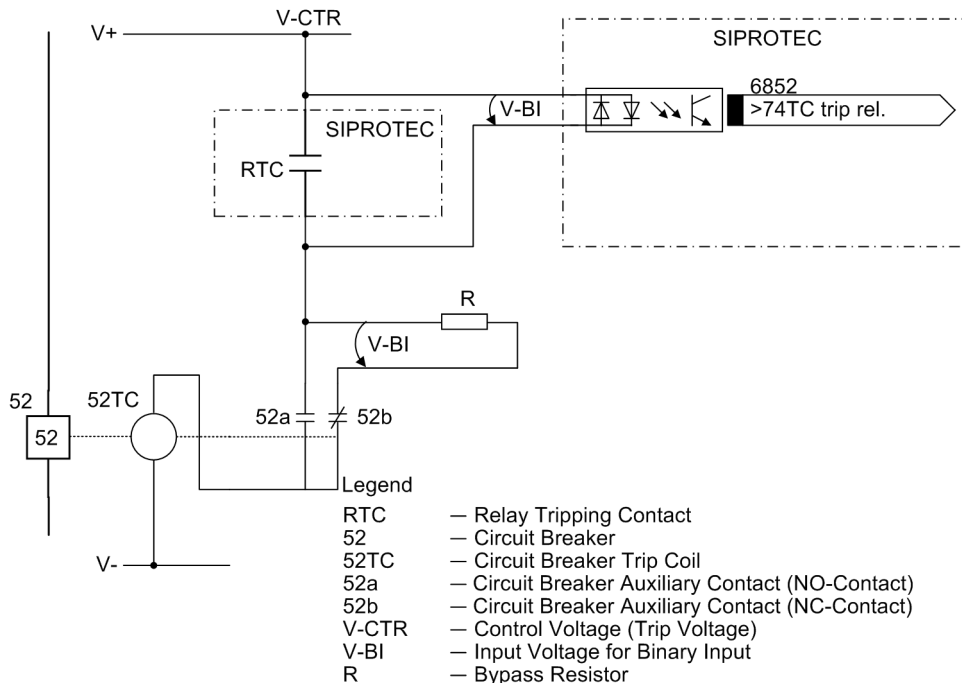 V-CTR
V+
SIPROTEC
6852
>74TC trip rel.
V-BI
SIPROTEC
RTC
R
V-BI
52
52TC
52a
52b
52
Legend
RTC — Relay Tripping Contact
52 — Circuit Breaker
52TC — Circuit Breaker Trip Coil
52a — Circuit Breaker Auxiliary Contact (NO-Contact)
52b — Circuit Breaker Auxiliary Contact (NC-Contact)
V-CTR — Control Voltage (Trip Voltage)
V-BI — Input Voltage for Binary Input
R — Bypass Resistor
V-